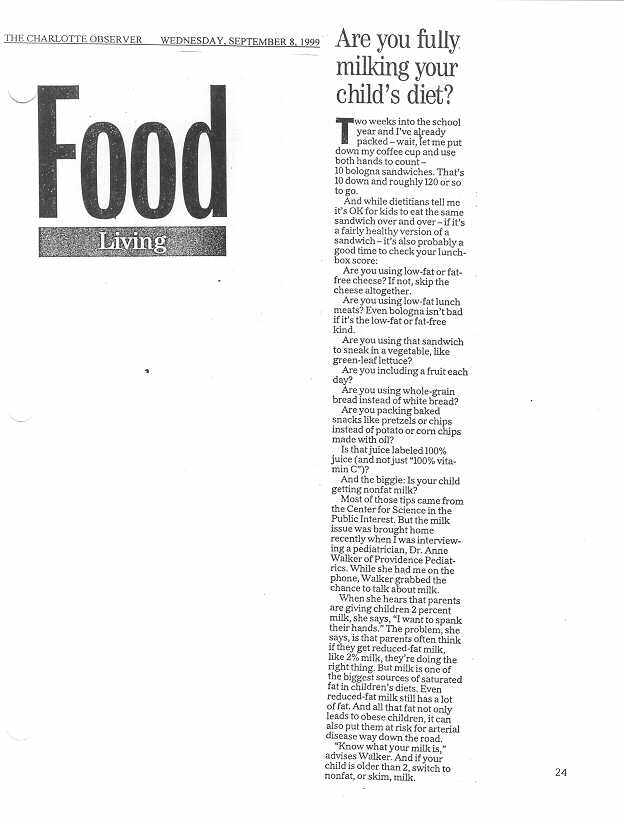 THE CHARLOTTE OBSERVER WEDNESDAY, SEPTEMBER 8, 1999
Food
Living
Are you fully
milking your
child's diet?
Two weeks into the school
year and I've already
packed – wait, let me put
down my coffee cup and use
both hands to count –
10 bologna sandwiches. That's
10 down and roughly 120 or so
to go.
And while dietitians tell me
it's OK for kids to eat the same
sandwich over and over – if it's
a fairly healthy version of a
sandwich – it's also probably a
good time to check your lunch-
box score:
Are you using low-fat or fat-
free cheese? If not, skip the
cheese altogether.
Are you using low-fat lunch
meats? Even bologna isn't bad
if it's the low-fat or fat-free
kind.
Are you using that sandwich
to sneak in a vegetable, like
green-leaf lettuce?
Are you including a fruit each
day?
Are you using whole-grain
bread instead of white bread?
Are you packing baked
snacks like pretzels or chips
instead of potato or corn chips
made with oil?
Is that juice labeled 100%
juice (and not just "100% vita-
min C")?
And the biggie: Is your child
getting nonfat milk?
Most of those tips came from
the Center for Science in the
Public Interest. But the milk
issue was brought home
recently when I was interview-
ing a pediatrician, Dr. Anne
Walker of Providence Pediat-
rics. While she had me on the
phone, Walker grabbed the
chance to talk about milk.
When she hears that parents
are giving children 2 percent
milk, she says, "I want to spank
their hands." The problem, she
says, is that parents often think
if they get reduced-fat milk,
like 2% milk, they're doing the
right thing. But milk is one of
the biggest sources of saturated
fat in children's diets. Even
reduced-fat milk still has a lot
of fat. And all that fat not only
leads to obese children, it can
also put them at risk for arterial
disease way down the road.
"Know what your milk is,"
advises Walker. And if your
child is older than 2, switch to
nonfat, or skim, milk.
24